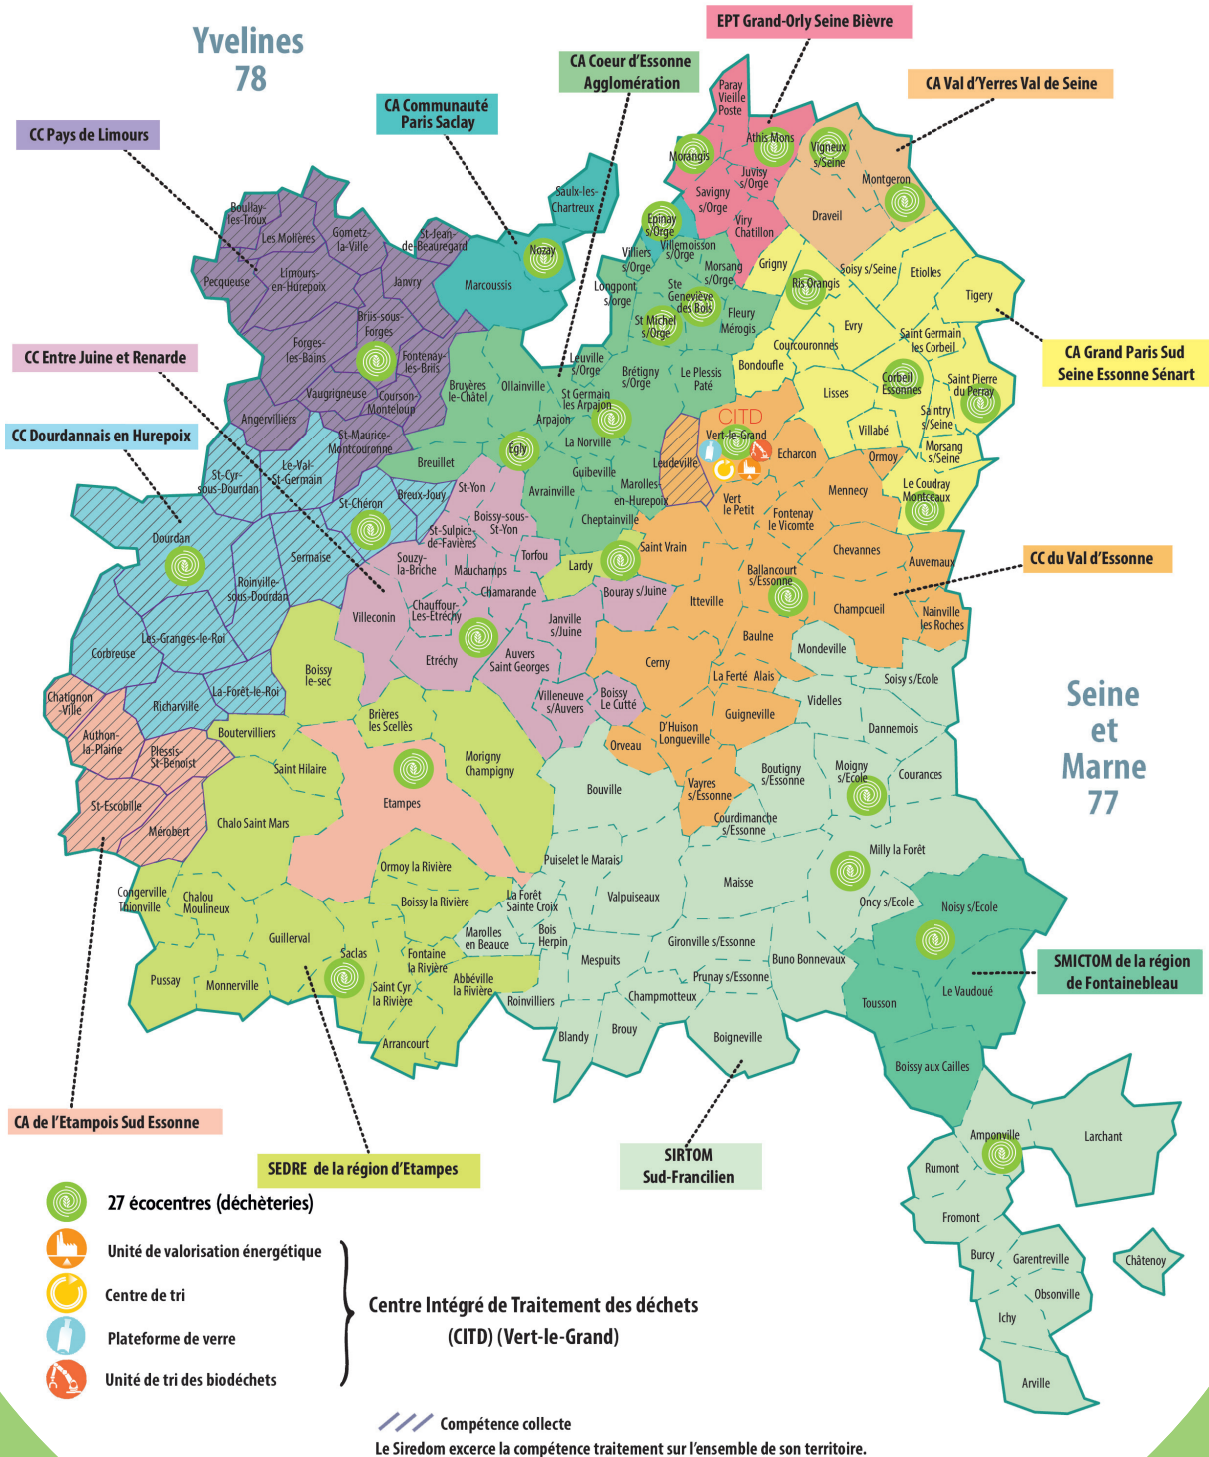 Yvelines
78
EPT Grand-Orly Seine Bièvre
CA Coeur d'Essonne
Agglomération
CA Val d'Yerres Val de Seine
CA Communauté
Paris Saclay
CC Pays de Limours
CC Entre Juine et Renarde
CC Dourdannais en Hurepoix
CA Grand Paris Sud
Seine Essonne Sénart
CC du Val d'Essonne
Seine
et
Marne
77
SMICTOM de la région
de Fontainebleau
CA de l'Etampois Sud Essonne
SEDRE de la région d'Etampes
SIRTOM
Sud-Francilien
Paray
Vieille
Poste
Athis Mons
Morangis
Vigneux
s/Seine
Juvisy
s/Orge
Savigny
s/Orge
Viry
Chatillon
Montgeron
Draveil
Saulx-les-
Chartreux
Nozay
Marcoussis
Epinay
s/Orge
Villemoisson
s/Orge
Villiers
s/Orge
Morsang
s/Orge
Longpont
s/orge
Ste
Geneviève
des Bois
St Michel
s/Orge
Fleury
Mérogis
Grigny
Ris Orangis
Soisy s/Seine
Etiolles
Tigery
Evry
Saint Germain
les Corbeil
Courcouronnes
Bondoufle
Corbeil
Essonnes
Saint Pierre
du Perray
Lisses
Santry
s/Seine
Villabé
Morsang
s/Seine
Le Coudray
Montceaux
Boullay-
les-Troux
Les Molières
Gometz-
la-Ville
St-Jean-
de-Beauregard
Pecqueuse
Limours-
en-Hurepoix
Janvry
Briis-sous-
Forges
Forges-
les-Bains
Fontenay-
les-Briis
Vaugrigneuse
Courson-
Monteloup
Angervilliers
St-Maurice-
Montcouronne
Leuville
s/Orge
Brétigny
s/Orge
Le Plessis
Paté
Bruyères
le-Châtel
Ollainville
St Germain
les Arpajon
Arpajon
La Norville
Egly
Breuillet
Guibeville
Avrainville
Marolles-
en-Hurepoix
Cheptainville
Leudeville
CITD
Vert-le-Grand
Echarcon
Ormoy
Vert
le Petit
Mennecy
Fontenay
le Vicomte
Saint Vrain
Chevannes
Auvernaux
Ballancourt
s/Essonne
Champcueil
Nainville
les Roches
Itteville
Baulne
Cerny
La Ferté Alais
Guigneville
D'Huison
Longueville
Orveau
Vayres
s/Essonne
St-Cyr-
sous-Dourdan
Le-Val-
St-Germain
St-Chéron
Breux-Jouy
Dourdan
Sermaise
Roinville-
sous-Dourdan
Les-Granges-le-Roi
Corbreuse
La-Forêt-le-Roi
Richarville
St-Yon
Boissy-sous-
St-Yon
St-Sulpice-
de-Favières
Souzy-
la-Briche
Mauchamps
Torfou
Chamarande
Villeconin
Chauffour-
Les-Etréchy
Etréchy
Lardy
Bouray s/Juine
Janville
s/Juine
Auvers
Saint Georges
Villeneuve
s/Auvers
Boissy
Le Cutté
Chatignon
-Ville
Authon-
la-Plaine
Plessis-
St-Benoist
St-Escobille
Mérobert
Etampes
Boissy
le-sec
Brières
les Scellès
Boutervilliers
Saint Hilaire
Morigny
Champigny
Chalo Saint Mars
Ormoy la Rivière
Boissy la Rivière
Congerville
Thionville
Chalou
Moulineux
Guillerval
Saclas
Fontaine
la Rivière
Pussay
Monnerville
Saint Cyr
la Rivière
Abbéville
la Rivière
Arrancourt
Mondeville
Soisy s/Ecole
Videlles
Dannemois
Boutigny
s/Essonne
Moigny
s/Ecole
Courances
Bouville
Courdimanche
s/Essonne
Milly la Forêt
Puiselet le Marais
Maisse
Valpuiseaux
La Forêt
Sainte Croix
Oncy s/Ecole
Marolles
en Beauce
Bois
Herpin
Gironville s/Essonne
Mespuits
Buno Bonnevaux
Prunay s/Essonne
Roinvilliers
Champmotteux
Blandy
Brouy
Boigneville
Noisy s/Ecole
Le Vaudoué
Tousson
Boissy aux Cailles
Amponville
Larchant
Rumont
Fromont
Burcy
Garentreville
Châtenoy
Obsonville
Ichy
Arville
27 écocentres (déchèteries)
Unité de valorisation énergétique
Centre de tri
Plateforme de verre
Unité de tri des biodéchets
Centre Intégré de Traitement des déchets
(CITD) (Vert-le-Grand)
Compétence collecte
Le Siredom excerce la compétence traitement sur l'ensemble de son territoire.